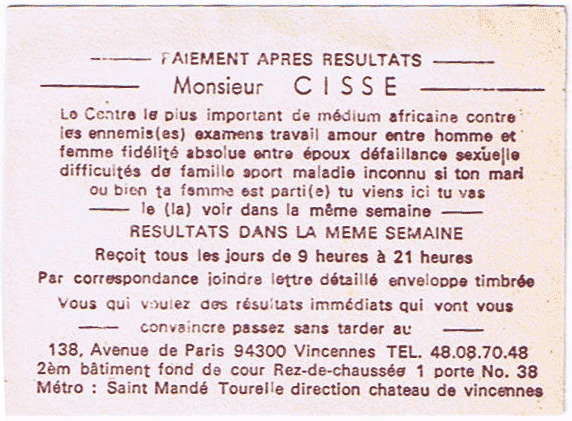 PAIEMENT APRES RESULTATS
Monsieur CISSE
Le Centre le plus important de médium africaine contre
les ennemis(es) examens travail amour entre homme et
femme fidélité absolue entre époux défaillance sexuelle
difficultés de famille sport maladie inconnu si ton mari
ou bien ta femme est parti(e) tu viens ici tu vas
le (la) voir dans la même semaine
RESULTATS DANS LA MEME SEMAINE
Reçoit tous les jours de 9 heures à 21 heures
Par correspondance joindre lettre détaillé enveloppe timbrée
Vous qui voulez des résultats immédiats qui vont vous
convaincre passez sans tarder au
138, Avenue de Paris 94300 Vincennes TEL. 48.08.70.48
2èm bâtiment fond de cour Rez-de-chaussée 1 porte No. 38
Métro : Saint Mandé Tourelle direction chateau de vincennes